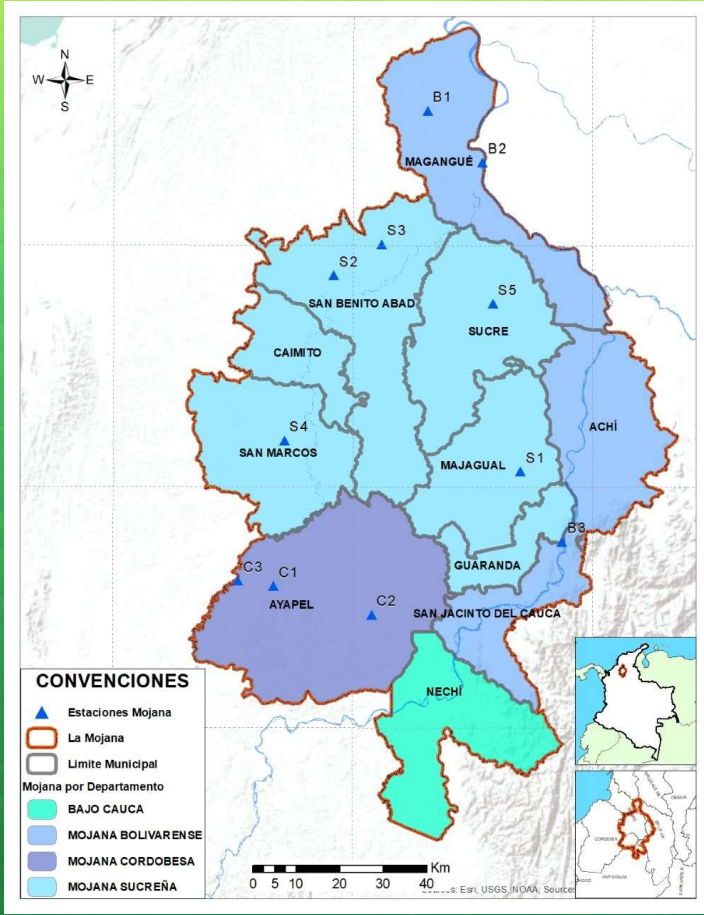 N
W E
S
B1
B2
MAGANGUÉ
S3
S2
S5
SAN BENITO ABAD
SUCRE
CAIMITO
ACHÍ
S4
SAN MARCOS
MAJAGUAL
S1
B3
GUARANDA
C3
C1
AYAPEL
C2
SAN JACINTO DEL CAUCA
NECHÍ
CONVENCIONES
Estaciones Mojana
La Mojana
Limite Municipal
Mojana por Departamento
BAJO CAUCA
MOJANA BOLIVARENSE
MOJANA CORDOBESA
MOJANA SUCREÑA
Km
0 5 10 20 30 40
Esri, USGS, NOAA, Sources
CORDOBA
ANTIOQUIA